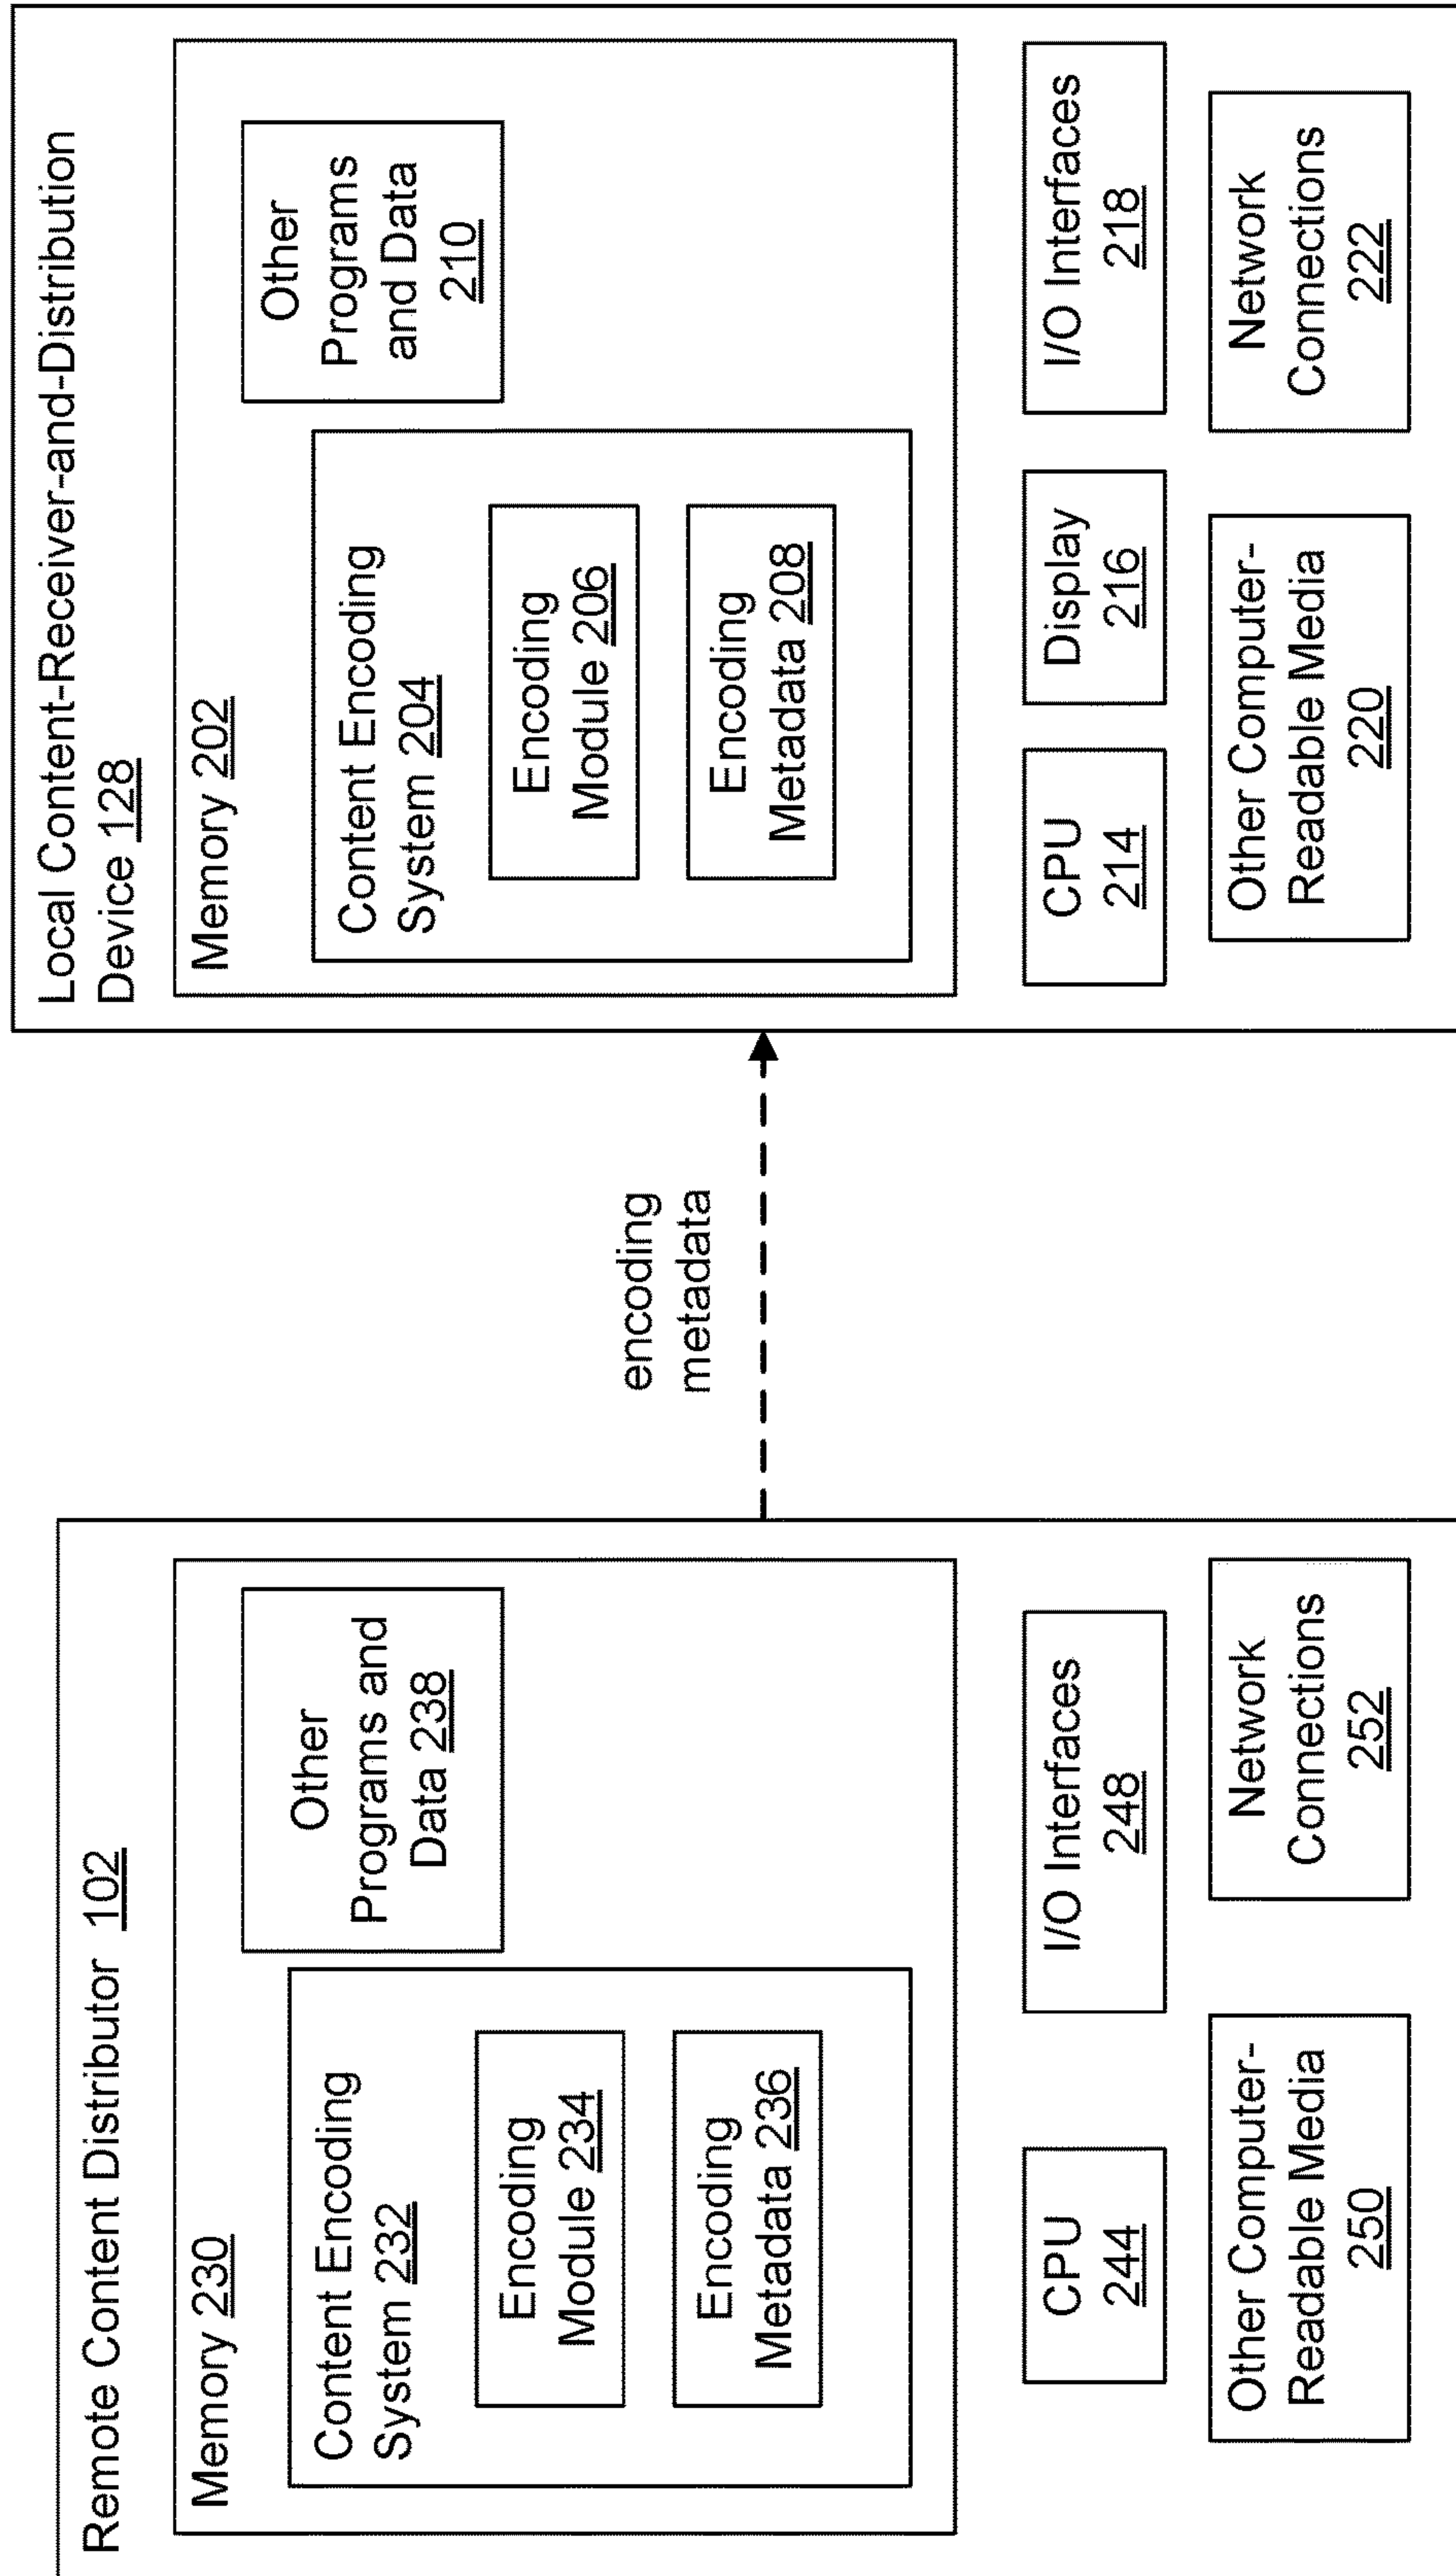 Remote Content Distributor 102
Memory 230
Content Encoding
System 232
Encoding
Module 234
Encoding
Metadata 236
Other
Programs and
Data 238
CPU
244
I/O Interfaces
248
Other Computer-
Readable Media
250
Network
Connections
252
encoding
metadata
Local Content-Receiver-and-Distribution
Device 128
Memory 202
Content Encoding
System 204
Encoding
Module 206
Encoding
Metadata 208
Other
Programs
and Data
210
CPU
214
Display
216
I/O Interfaces
218
Other Computer-
Readable Media
220
Network
Connections
222